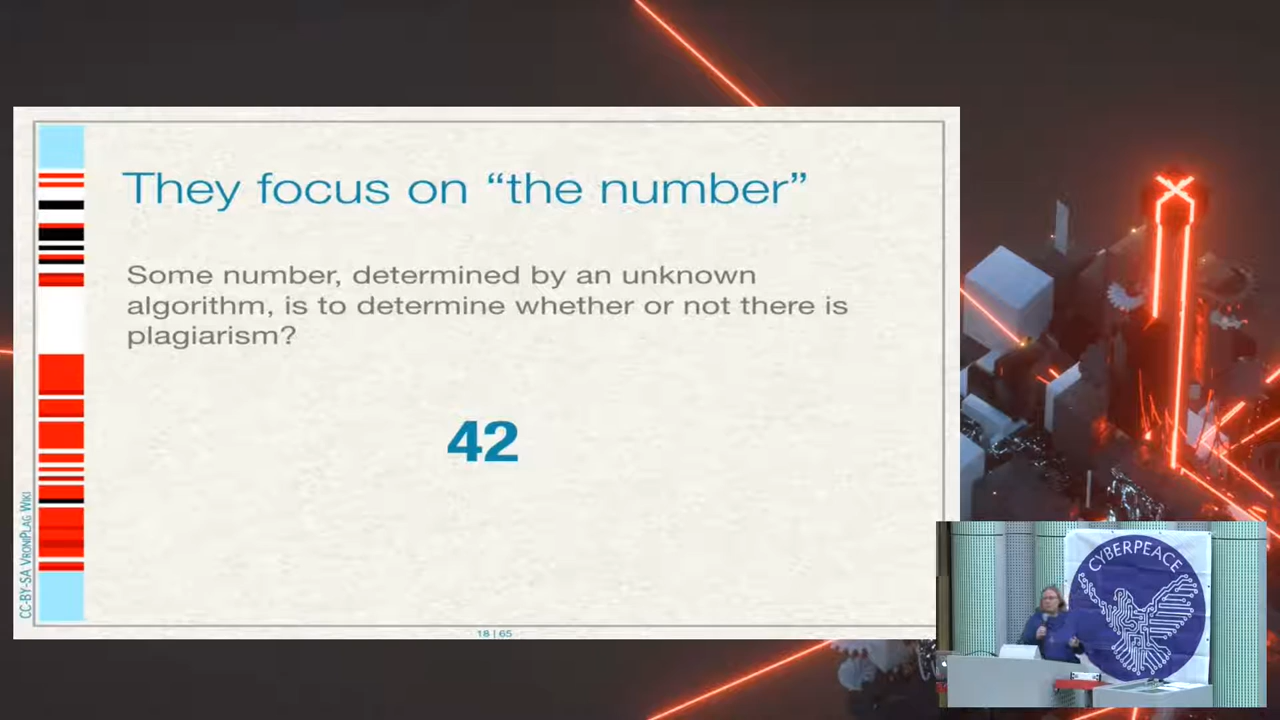 They focus on “the number”
Some number, determined by an unknown
algorithm, is to determine whether or not there is
plagiarism?
42
CC-BY-SA VroniPlag Wiki
18 | 65
CYBERPEACE